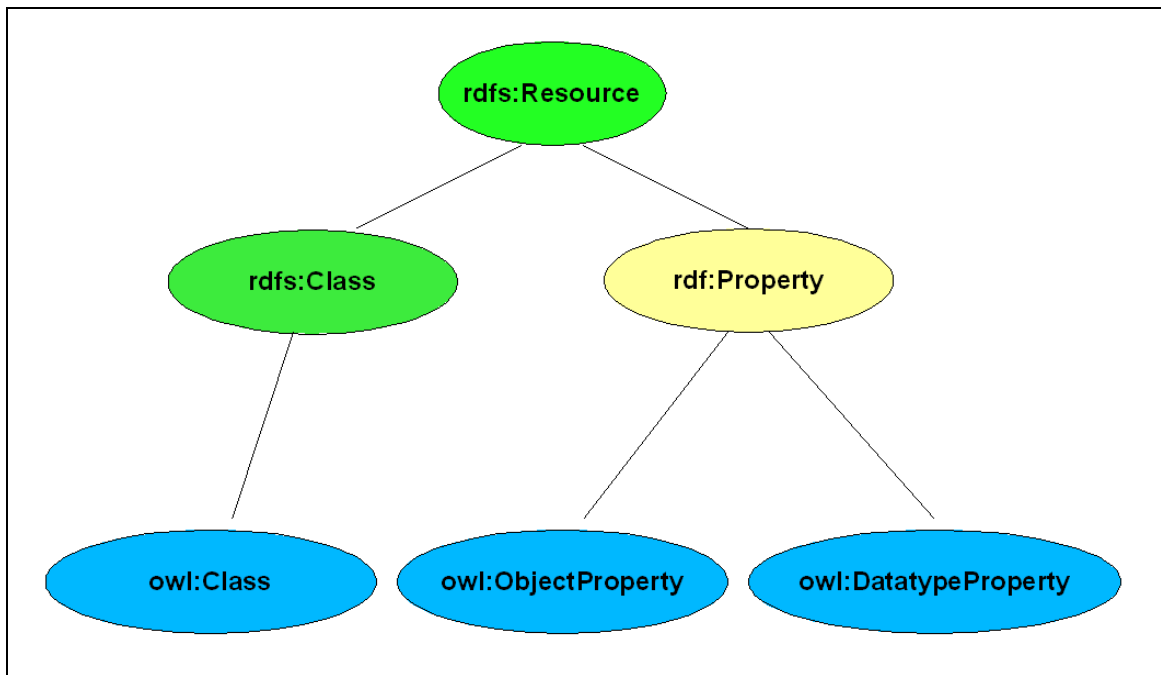 rdfs:Resource
rdfs:Class
rdf:Property
owl:Class
owl:ObjectProperty
owl:DatatypeProperty